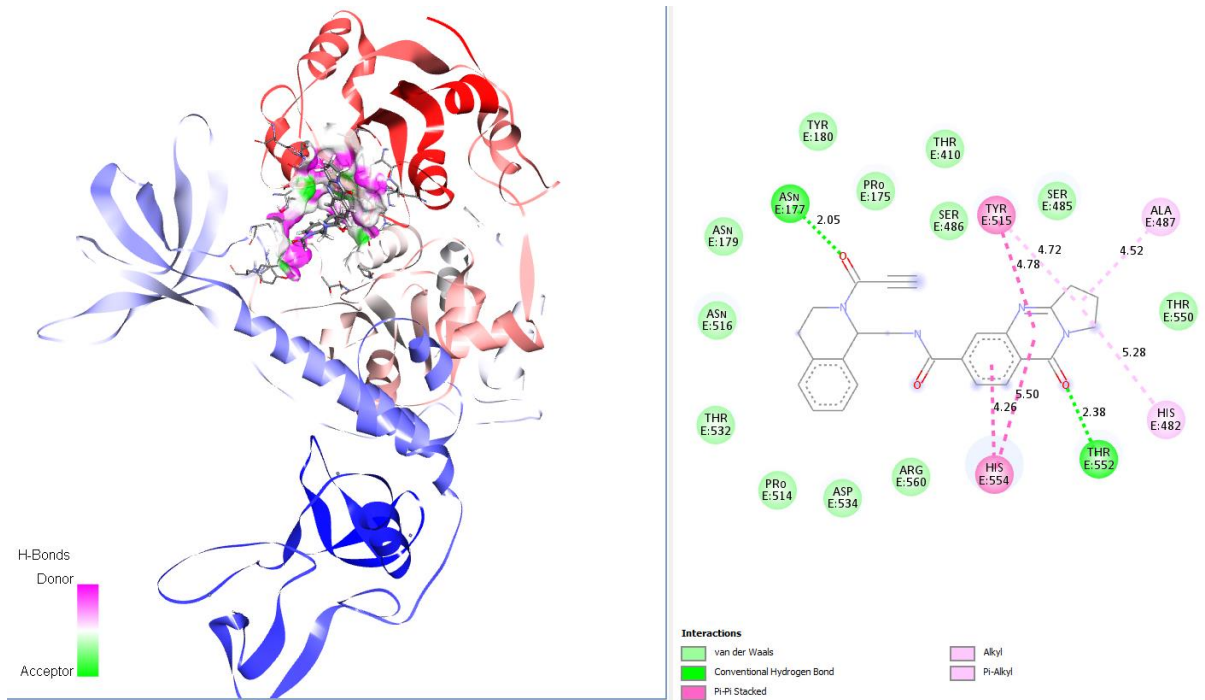 H-Bonds
Donor
Acceptor
TYR
E:180
THR
E:410
ASN
E:177
PRO
E:175
SER
E:485
2.05
SER
E:486
TYR
E:515
ALA
E:487
ASN
E:179
4.72
4.52
4.78
O
N
N
ASN
E:516
THR
E:550
N
N
5.28
O
O
5.50
4.26
2.38
HIS
E:482
THR
E:532
THR
E:552
HIS
E:554
ARG
E:560
PRO
E:514
ASP
E:534
Interactions
van der Waals
Conventional Hydrogen Bond
Pi-Pi Stacked
Alkyl
Pi-Alkyl